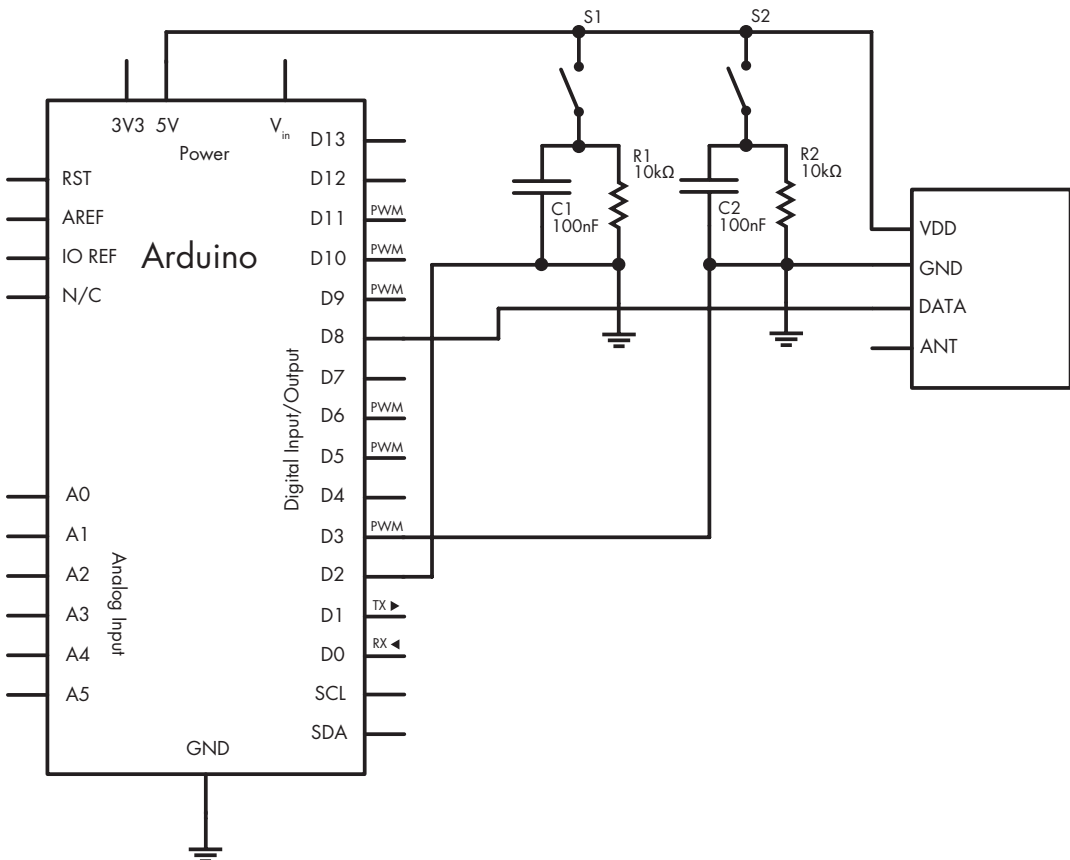 S1
S2
3V3 5V
Vin
Power
D13
RST
D12
AREF
D11
PWM
IO REF
Arduino
D10
PWM
N/C
D9
PWM
D8
D7
D6
PWM
D5
PWM
Digital Input/Output
A0
D4
A1
D3
PWM
A2
D2
Analog Input
A3
D1
TX ►
A4
D0
RX ◄
A5
SCL
SDA
GND
R1
10kΩ
C1
100nF
R2
10kΩ
C2
100nF
VDD
GND
DATA
ANT